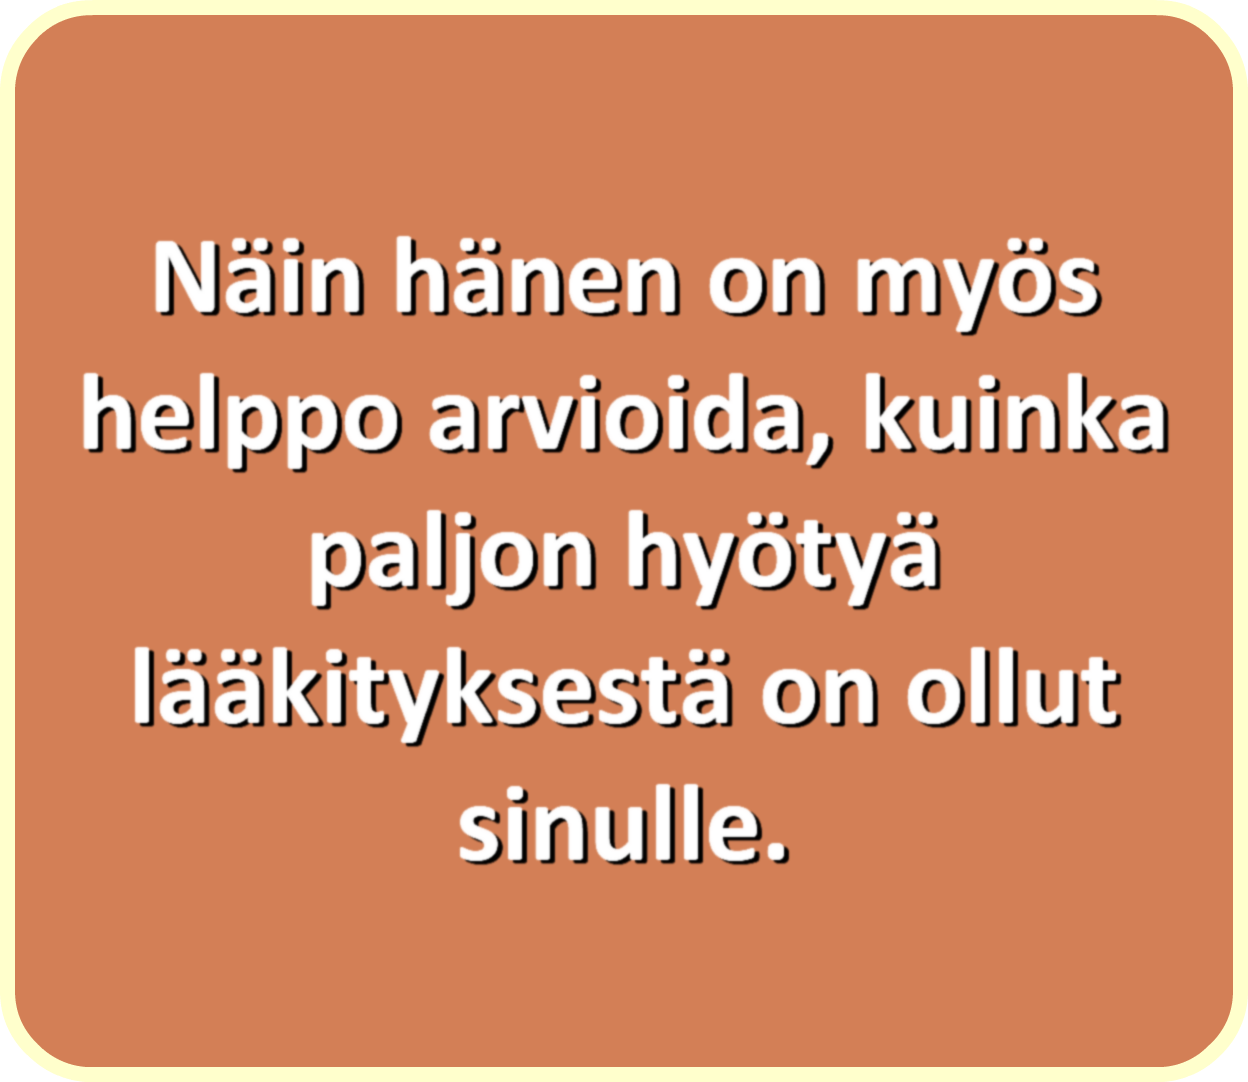 Näin hänen on myös
helppo arvioida, kuinka
paljon hyötyä
lääkityksestä on ollut
sinulle.